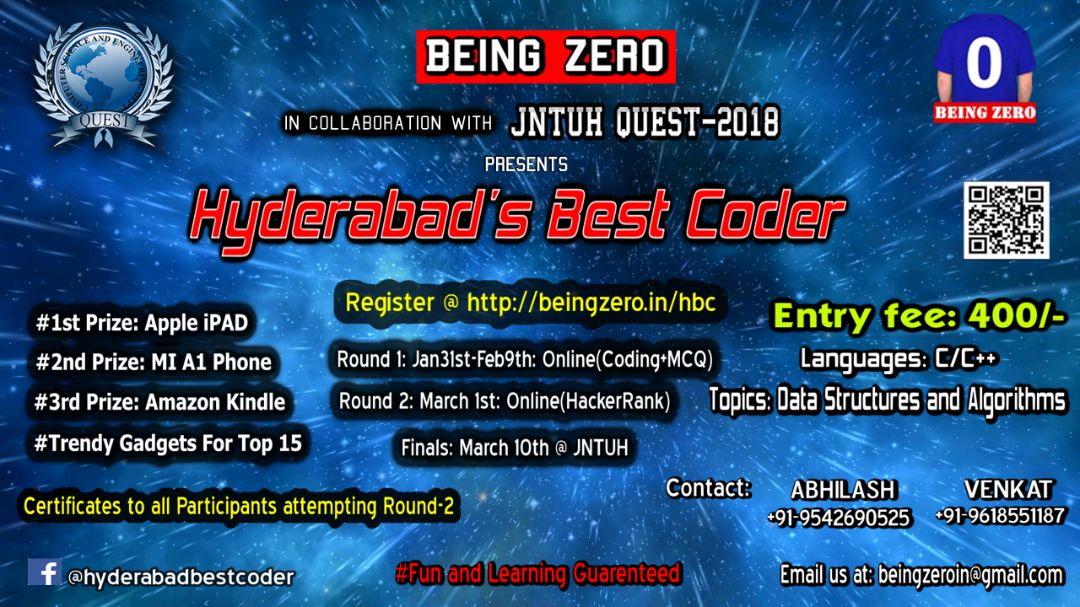 COMPUTER SCIENCE AND ENGINEERING
QUEST
BEING ZERO
0
BEING ZERO
IN COLLABORATION WITH JNTUH QUEST-2018
PRESENTS
Hyderabad's Best Coder
Register @ http://beingzero.in/hbc
#1st Prize: Apple iPAD
#2nd Prize: MI A1 Phone
#3rd Prize: Amazon Kindle
#Trendy Gadgets For Top 15
Round 1: Jan31st-Feb9th: Online(Coding+MCQ)
Round 2: March 1st: Online(HackerRank)
Finals: March 10th @ JNTUH
Entry fee: 400/-
Languages: C/C++
Topics: Data Structures and Algorithms
Certificates to all Participants attempting Round-2
Contact:
ABHILASH
+91-9542690525
VENKAT
+91-9618551187
f @hyderabadbestcoder
#Fun and Learning Guarenteed
Email us at: beingzeroin@gmail.com